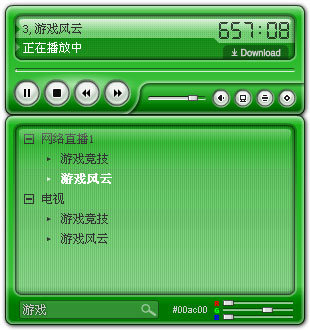 3, 游戏风云
657:08
正在播放中
Download
网络直播1
游戏竞技
游戏风云
电视
游戏竞技
游戏风云
游戏
#00ac00
R
G
B